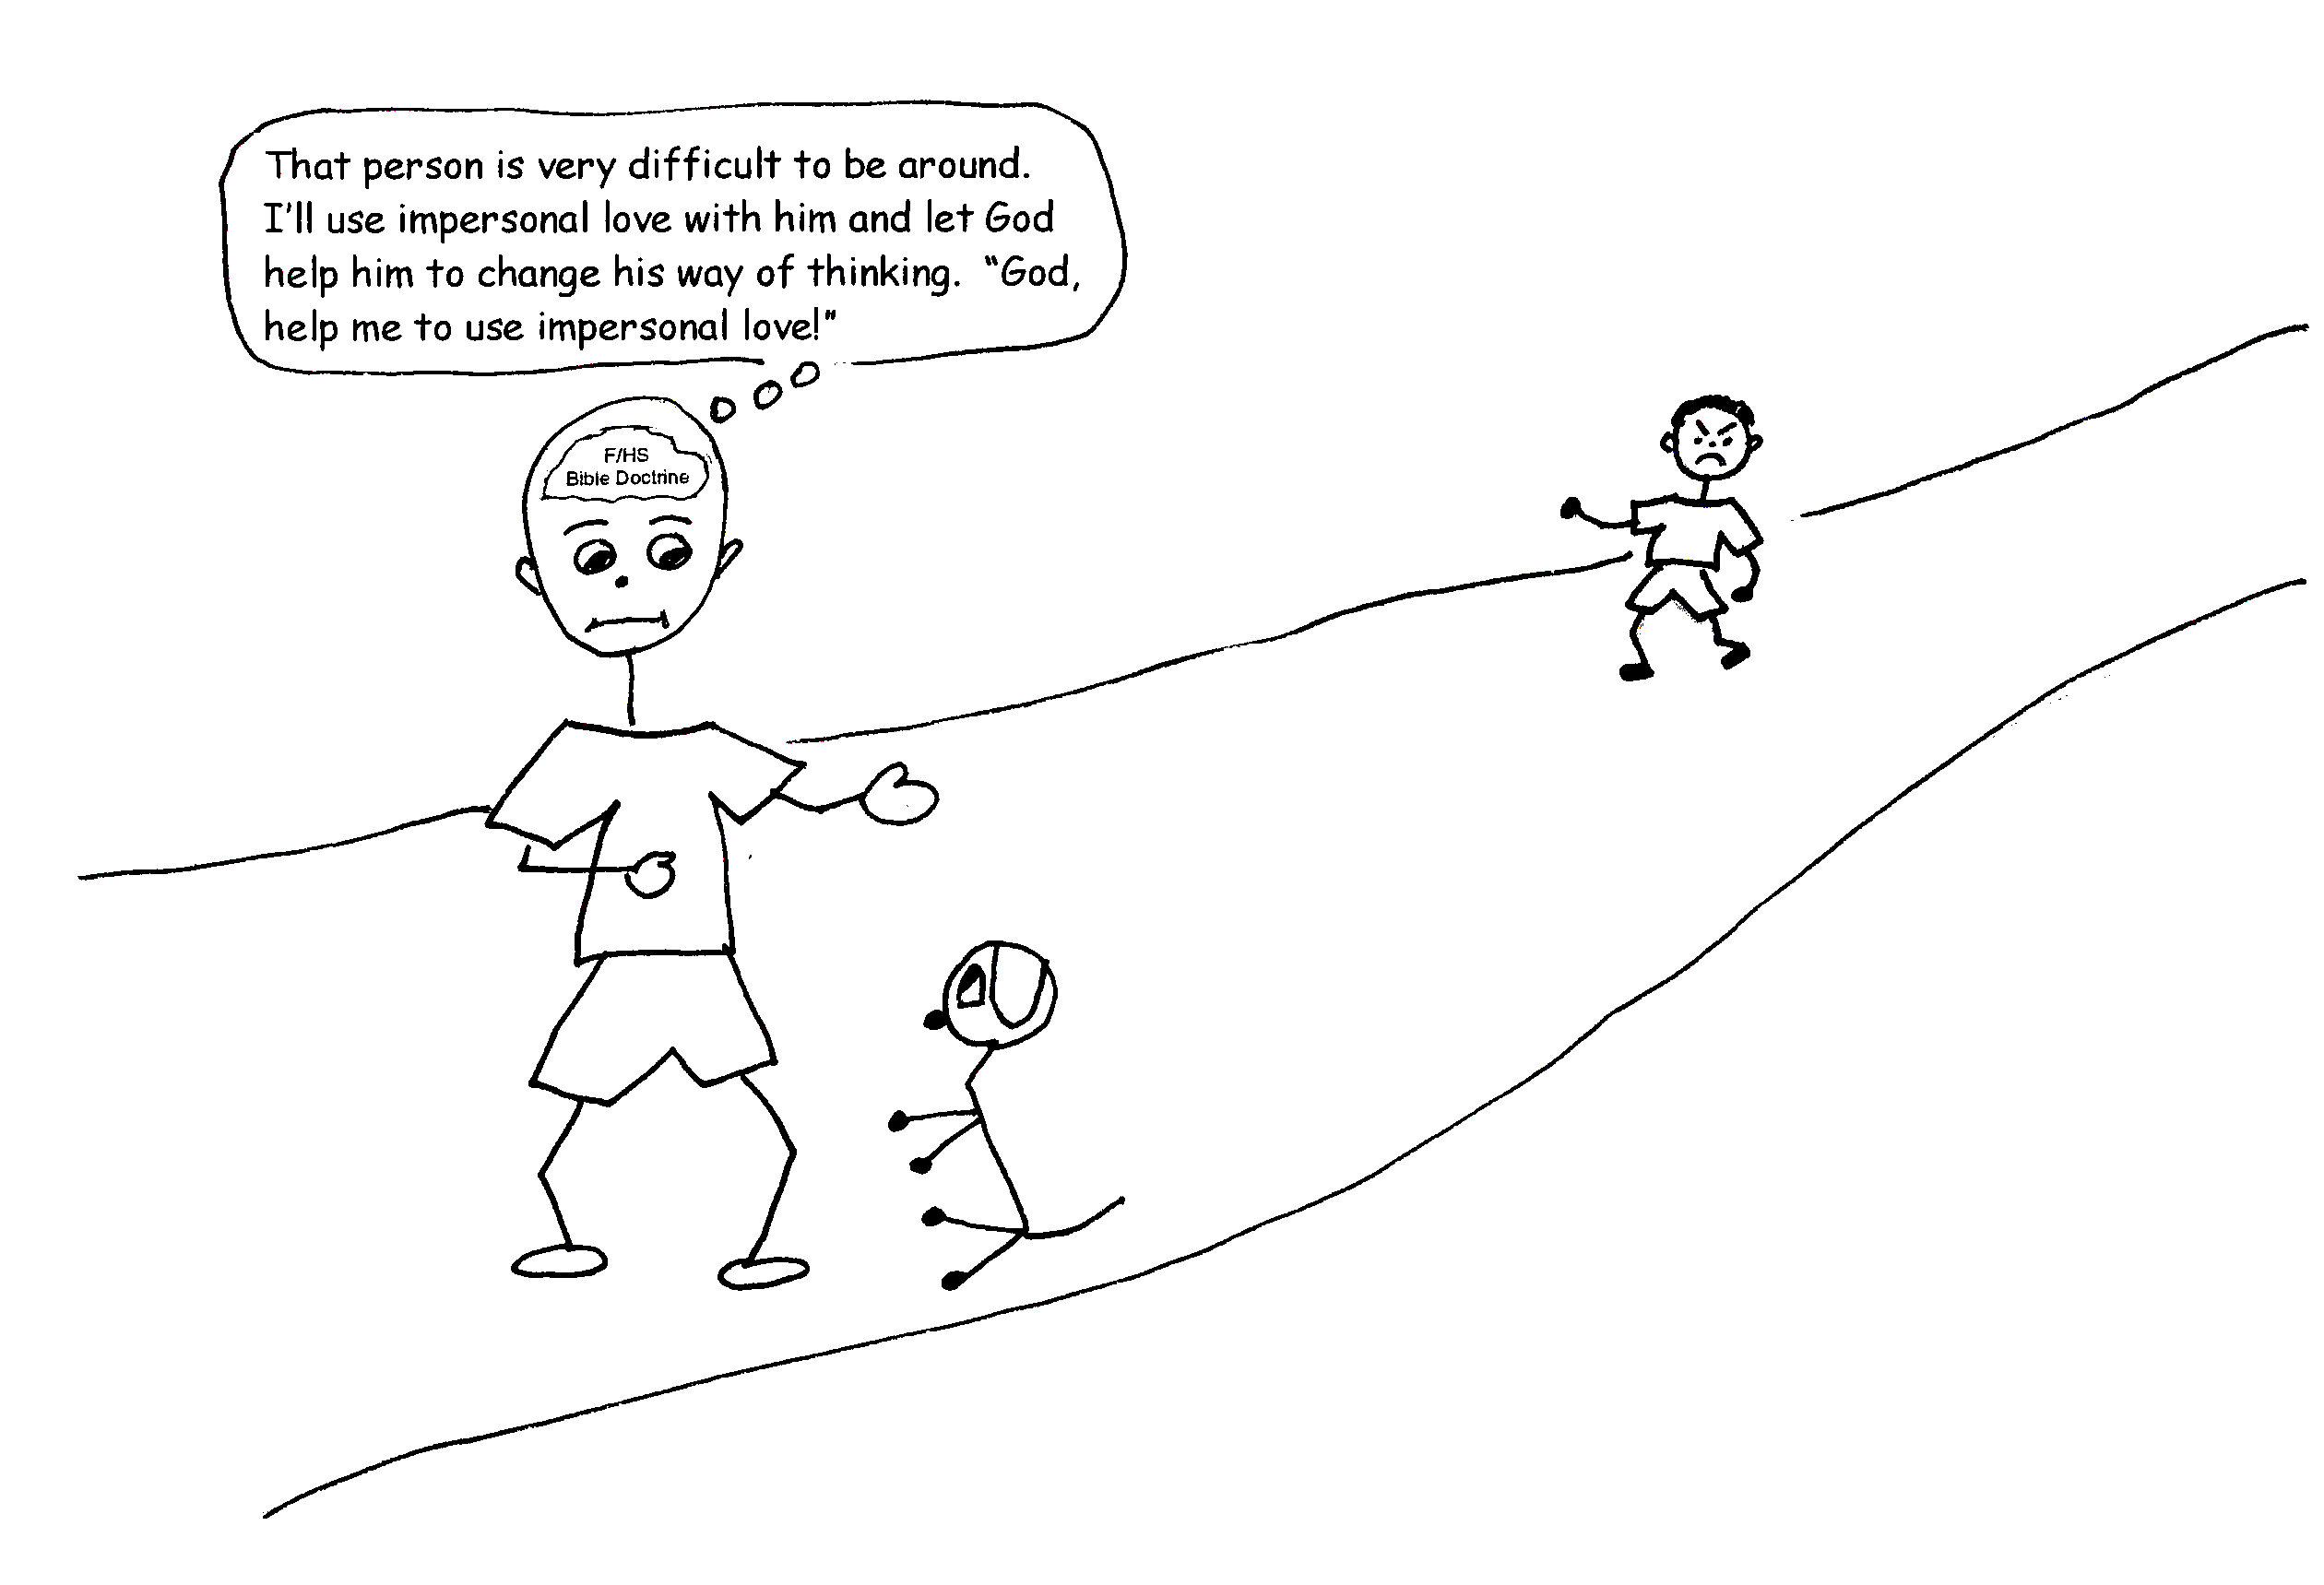 That person is very difficult to be around.
I'll use impersonal love with him and let God
help him to change his way of thinking.  "God,
help me to use impersonal love!"
F/HS
Bible Doctrine